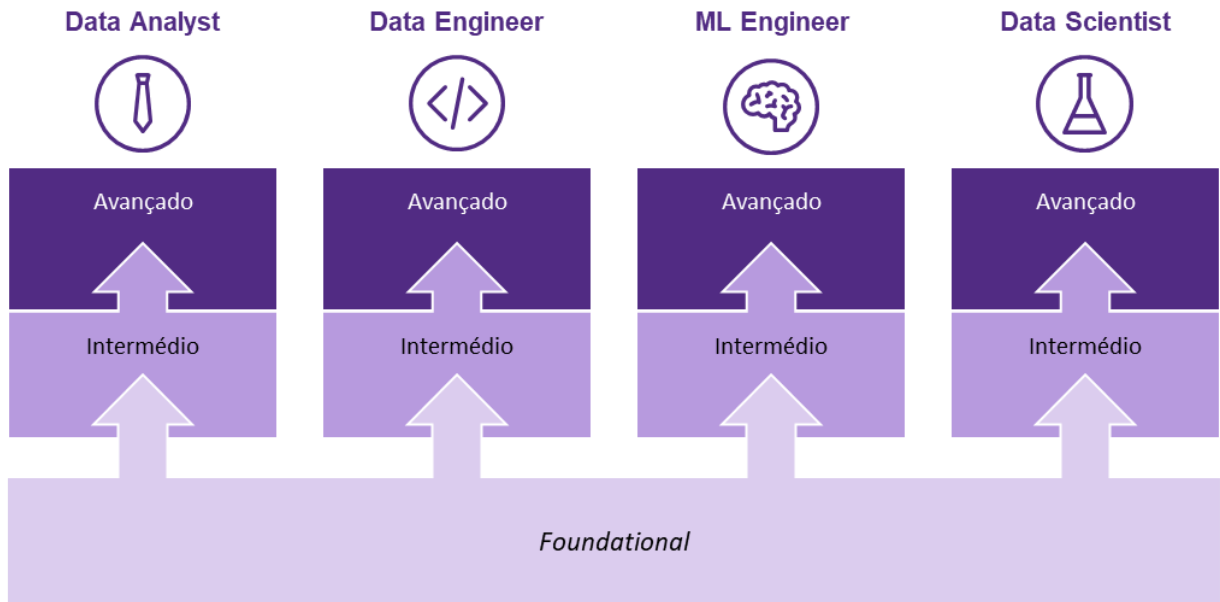 Data Analyst
Data Engineer
ML Engineer
Data Scientist
Avançado
Avançado
Avançado
Avançado
Intermédio
Intermédio
Intermédio
Intermédio
Foundational